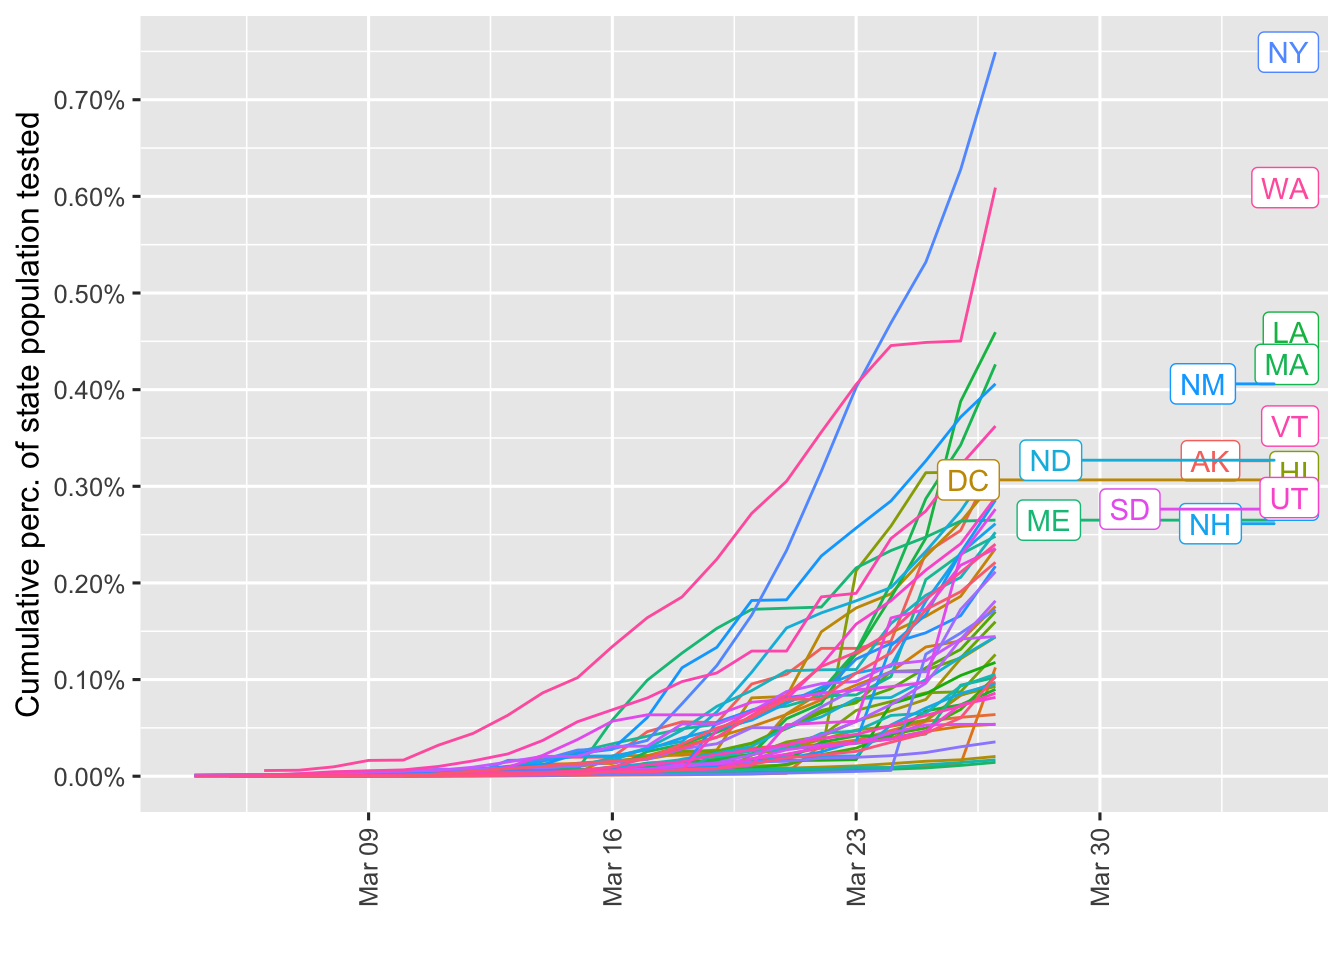 Cumulative perc. of state population tested
0.70%
0.60%
0.50%
0.40%
0.30%
0.20%
0.10%
0.00%
NY
WA
LA
MA
NM
VT
ND
AK
HI
DC
UT
SD
ME
NH
Mar 09
Mar 16
Mar 23
Mar 30